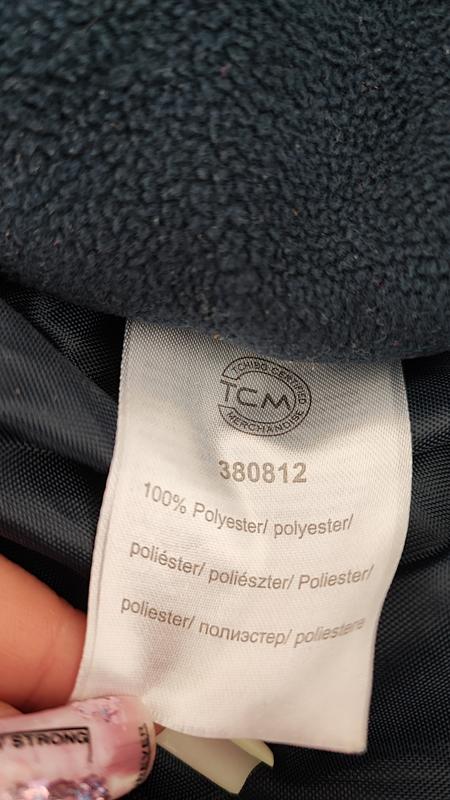 TCHIBO CERTIFIED
TCM
MERCHANDISE
380812
100% Polyester/ polyester/
poliéster/ poliészter/ Poliester/
poliester/ полиэстер/ poliestere
STRONG